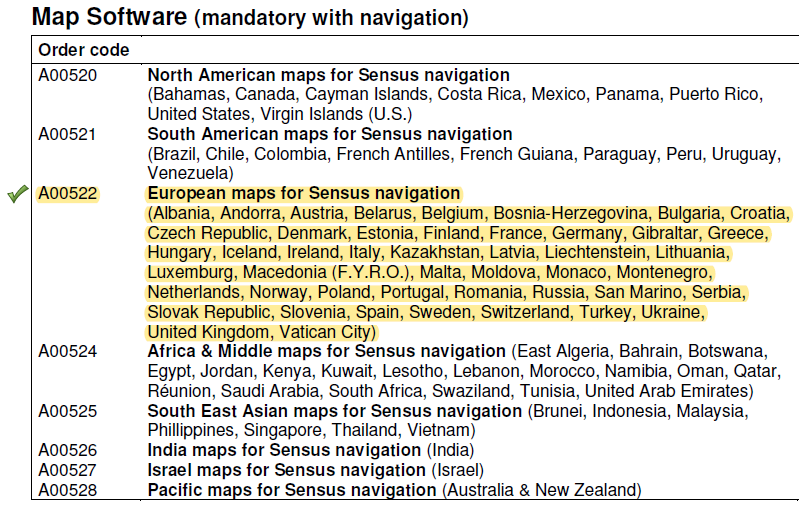 Map Software (mandatory with navigation)
Order code
A00520 North American maps for Sensus navigation
(Bahamas, Canada, Cayman Islands, Costa Rica, Mexico, Panama, Puerto Rico,
United States, Virgin Islands (U.S.)
A00521 South American maps for Sensus navigation
(Brazil, Chile, Colombia, French Antilles, French Guiana, Paraguay, Peru, Uruguay,
Venezuela)
A00522 European maps for Sensus navigation
(Albania, Andorra, Austria, Belarus, Belgium, Bosnia-Herzegovina, Bulgaria, Croatia,
Czech Republic, Denmark, Estonia, Finland, France, Germany, Gibraltar, Greece,
Hungary, Iceland, Ireland, Italy, Kazakhstan, Latvia, Liechtenstein, Lithuania,
Luxemburg, Macedonia (F.Y.R.O.), Malta, Moldova, Monaco, Montenegro,
Netherlands, Norway, Poland, Portugal, Romania, Russia, San Marino, Serbia,
Slovak Republic, Slovenia, Spain, Sweden, Switzerland, Turkey, Ukraine,
United Kingdom, Vatican City)
A00524 Africa & Middle maps for Sensus navigation (East Algeria, Bahrain, Botswana,
Egypt, Jordan, Kenya, Kuwait, Lesotho, Lebanon, Morocco, Namibia, Oman, Qatar,
Réunion, Saudi Arabia, South Africa, Swaziland, Tunisia, United Arab Emirates)
A00525 South East Asian maps for Sensus navigation (Brunei, Indonesia, Malaysia,
Phillippines, Singapore, Thailand, Vietnam)
A00526 India maps for Sensus navigation (India)
A00527 Israel maps for Sensus navigation (Israel)
A00528 Pacific maps for Sensus navigation (Australia & New Zealand)